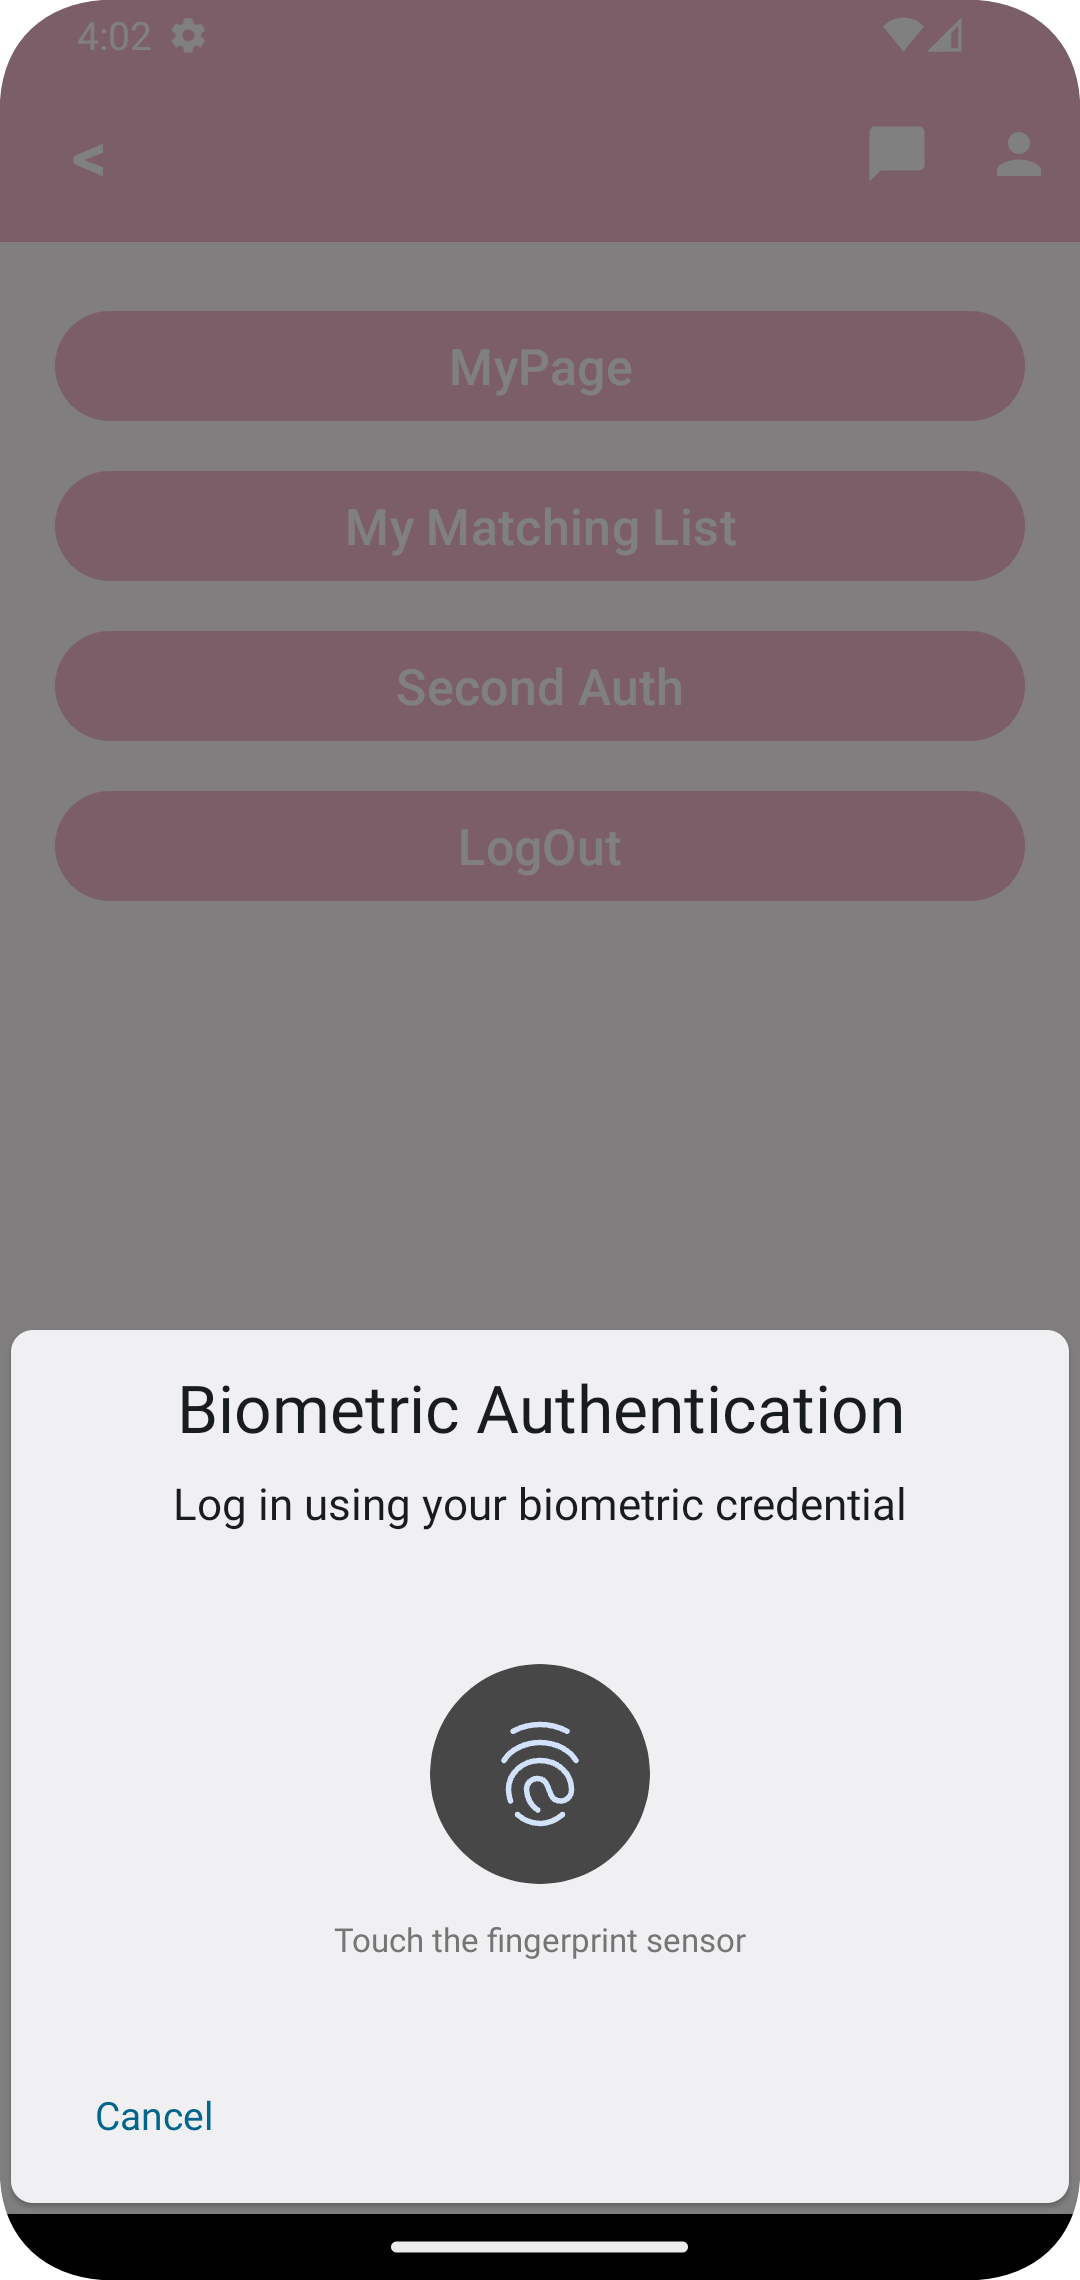 4:02
<
MyPage
My Matching List
Second Auth
LogOut
Biometric Authentication
Log in using your biometric credential
Touch the fingerprint sensor
Cancel